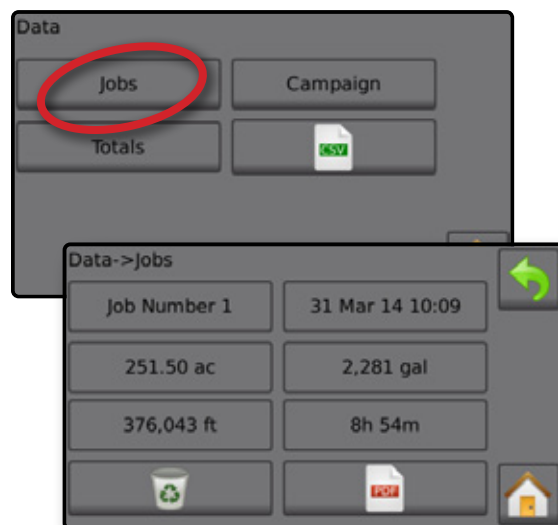 Data
Jobs Campaign
Totals CSV
Data->Jobs
Job Number 1 31 Mar 14 10:09
251.50 ac 2,281 gal
376,043 ft 8h 54m
PDF